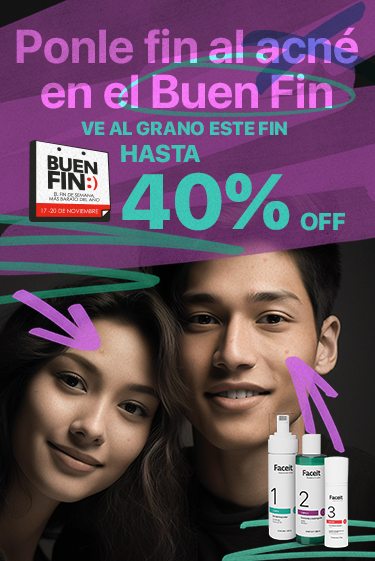 Ponle fin al acné
en el Buen Fin
VE AL GRANO ESTE FIN
HASTA
40% OFF
BUEN
FIN:)
EL FIN DE SEMANA,
MÁS BARATO DEL AÑO
17 -20 DE NOVIEMBRE
Faceit
1
Faceit
2
Faceit
3